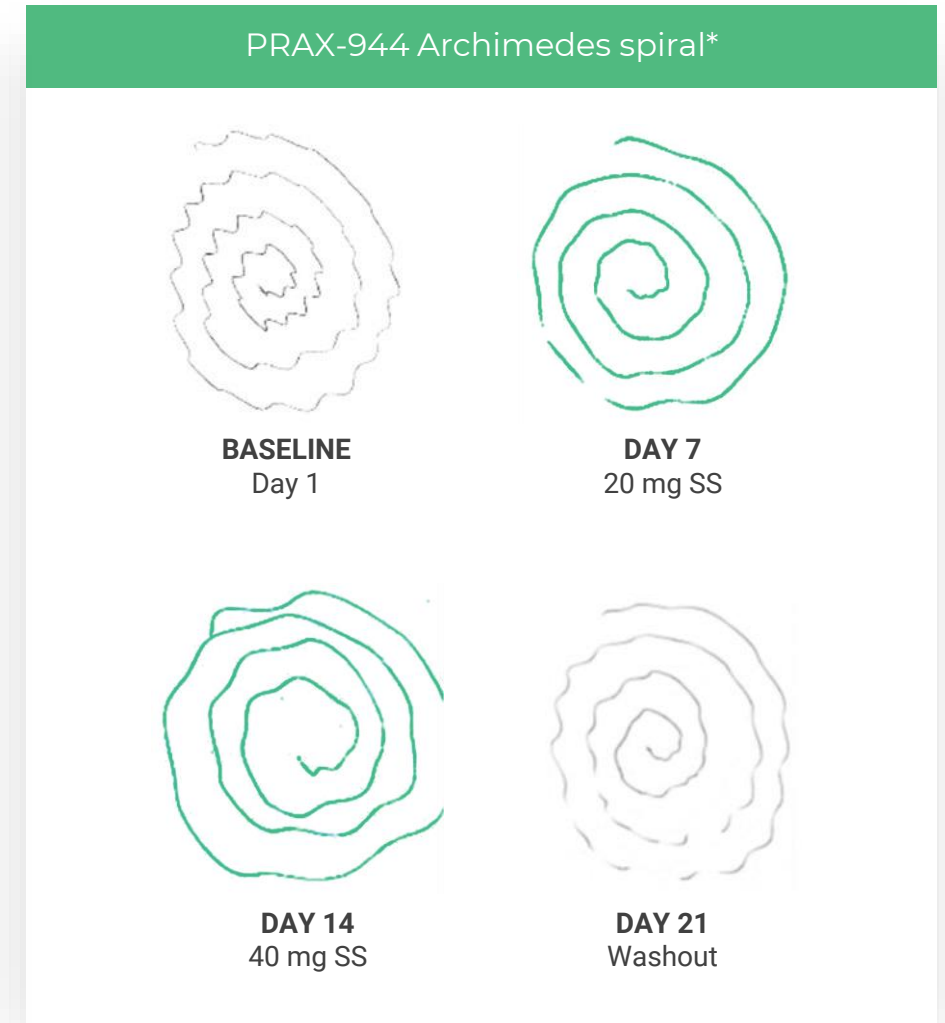 PRAX-944 Archimedes spiral*
BASELINE
Day 1
DAY 7
20 mg SS
DAY 14
40 mg SS
DAY 21
Washout